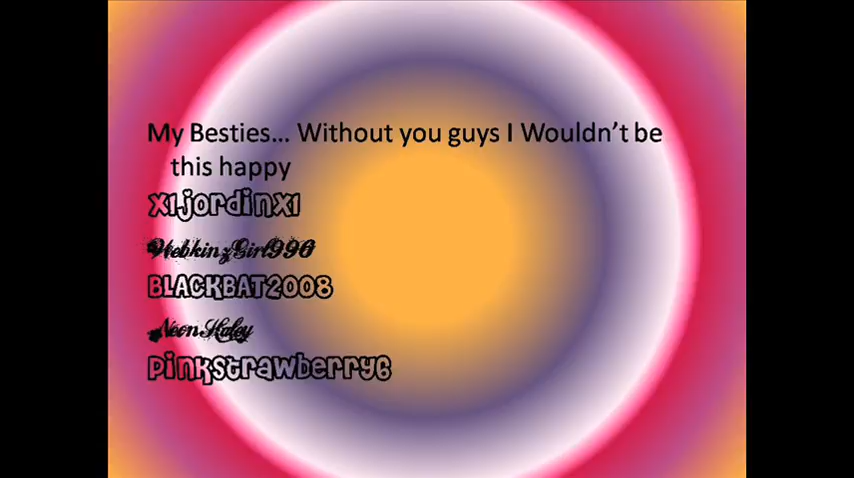 My Besties... Without you guys I Wouldn't be
this happy
x1jordinx1
WebkinzGirl996
BLACKBAT2008
NeonHaley
pinkstrawberry6